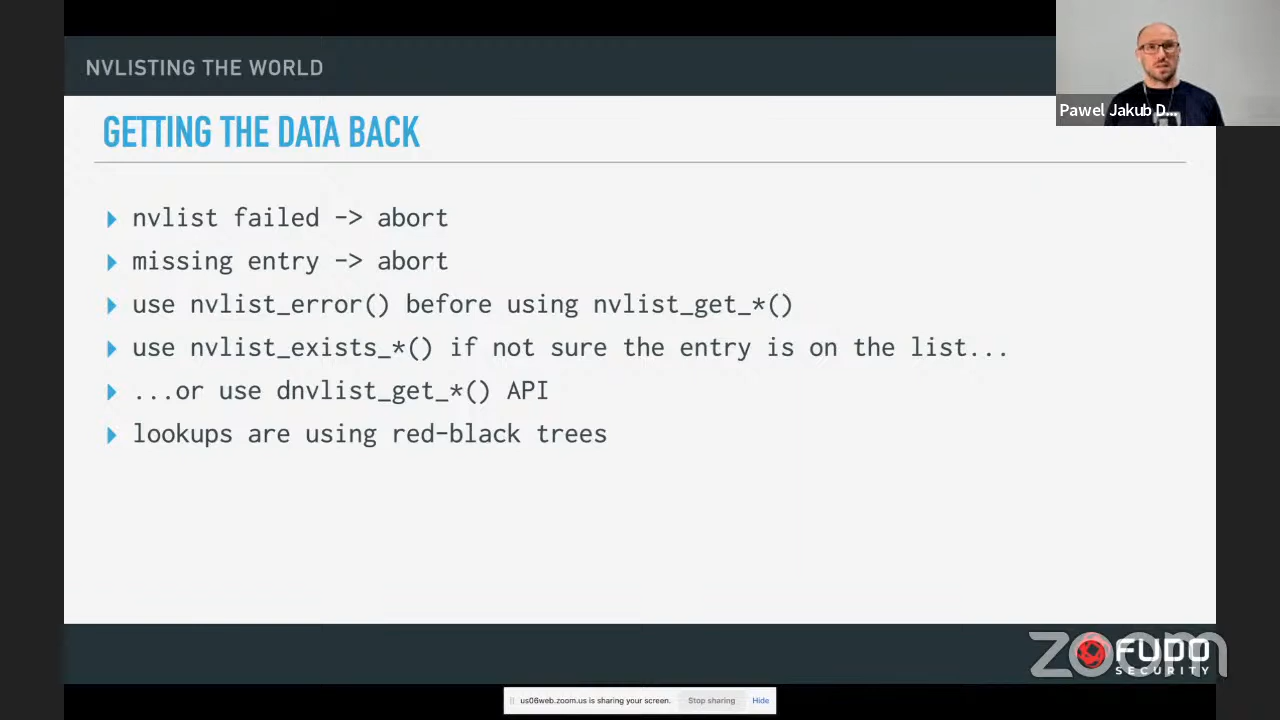 NVLISTING THE WORLD
Pawel Jakub D...
GETTING THE DATA BACK
nvlist failed -> abort
missing entry -> abort
use nvlist_error() before using nvlist_get_*()
use nvlist_exists_*() if not sure the entry is on the list...
...or use dnvlist_get_*() API
lookups are using red-black trees
zoom
FUDO
SECURITY
us06web.zoom.us is sharing your screen. Stop sharing Hide